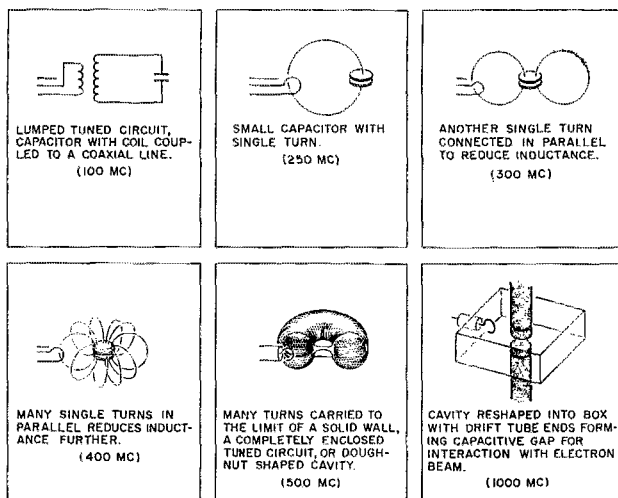 LUMPED TUNED CIRCUIT,
CAPACITOR WITH COIL COUP-
LED TO A COAXIAL LINE.
(100 MC)
SMALL CAPACITOR WITH
SINGLE TURN.
(250 MC)
ANOTHER SINGLE TURN
CONNECTED IN PARALLEL
TO REDUCE INDUCTANCE.
(300 MC)
MANY SINGLE TURNS IN
PARALLEL REDUCES INDUCT-
ANCE FURTHER.
(400 MC)
MANY TURNS CARRIED TO
THE LIMIT OF A SOLID WALL,
A COMPLETELY ENCLOSED
TUNED CIRCUIT, OR DOUGH-
NUT SHAPED CAVITY.
(500 MC)
CAVITY RESHAPED INTO BOX
WITH DRIFT TUBE ENDS FORM-
ING CAPACITIVE GAP FOR
INTERACTION WITH ELECTRON
BEAM.
(1000 MC)